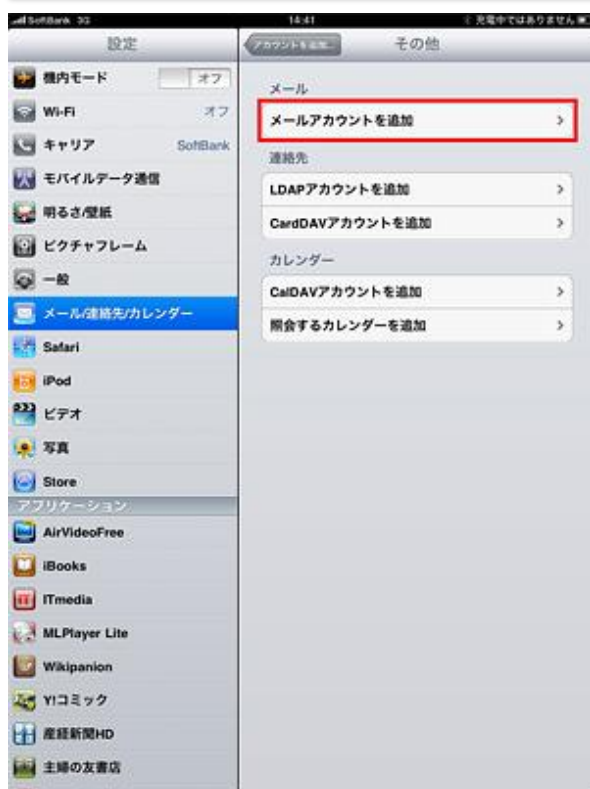 SoftBank 3G 14:41 充電中ではありません
設定
機内モード オフ
Wi-Fi オフ
キャリア SoftBank
モバイルデータ通信
明るさ/壁紙
ピクチャフレーム
一般
メール/連絡先/カレンダー
Safari
iPod
ビデオ
写真
Store
アプリケーション
AirVideoFree
iBooks
ITmedia
MLPlayer Lite
Wikipanion
Y!コミック
産経新聞HD
主婦の友書店
アカウントを追加... その他
メール
メールアカウントを追加
連絡先
LDAPアカウントを追加
CardDAVアカウントを追加
カレンダー
CalDAVアカウントを追加
照会するカレンダーを追加